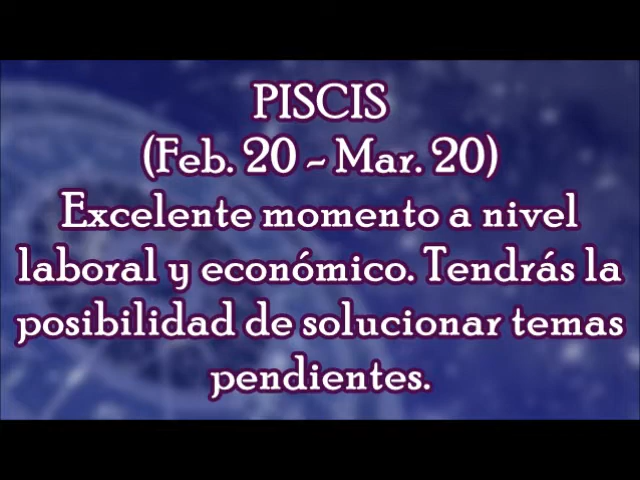 PISCIS
(Feb. 20 - Mar. 20)
Excelente momento a nivel
laboral y económico. Tendrás la
posibilidad de solucionar temas
pendientes.